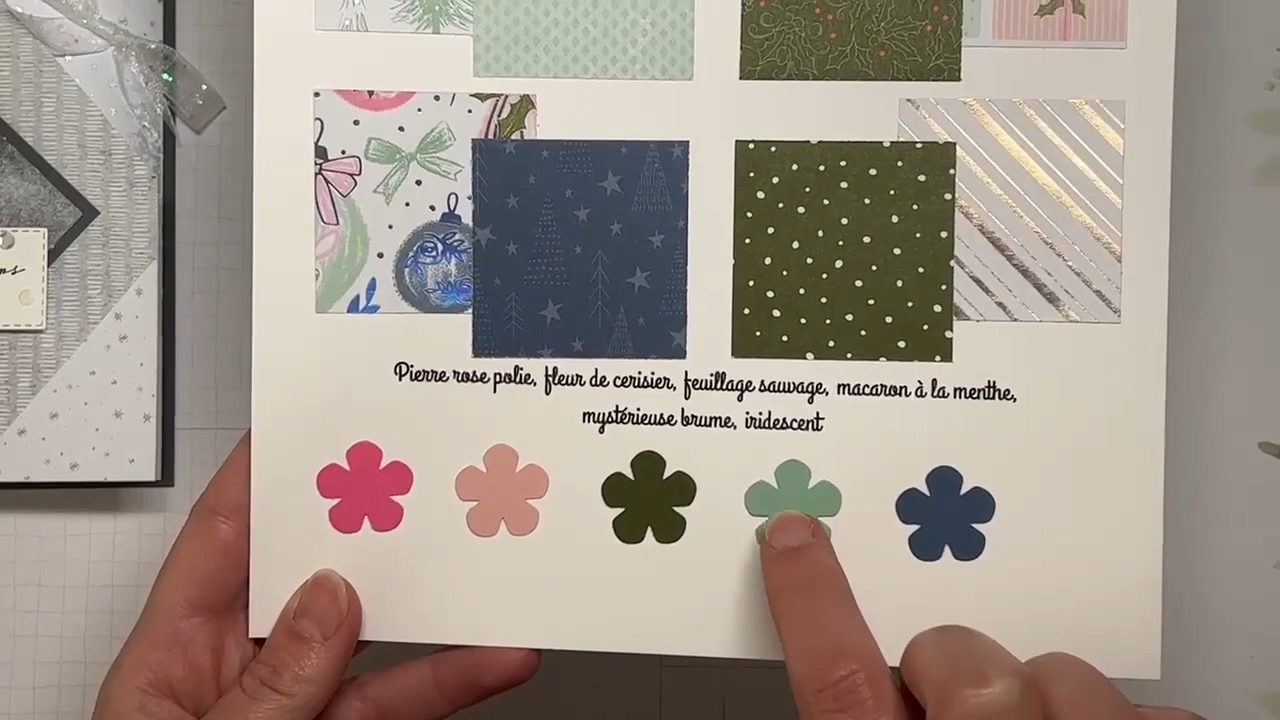 Pierre rose polie, fleur de cerisier, feuillage sauvage, macaron à la menthe,
mystérieuse brume, iridescent